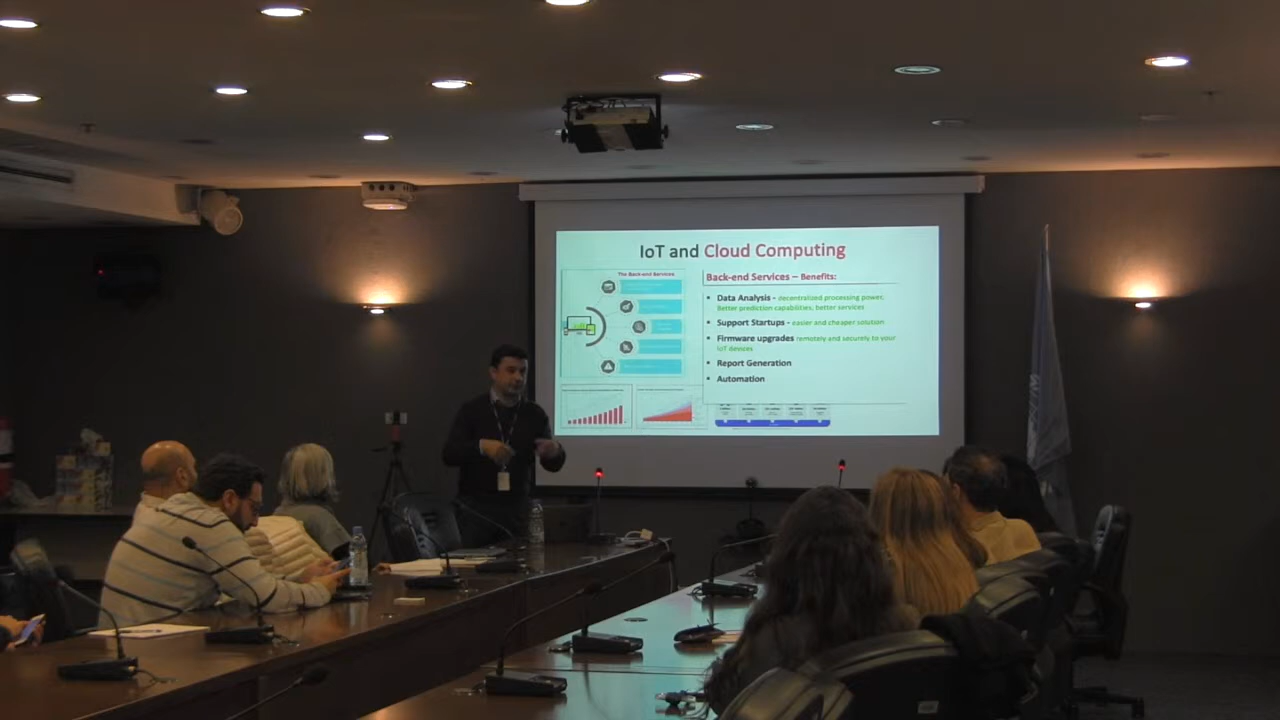 IoT and Cloud Computing
The Back-end Services
Back-end Services – Benefits:
▪ Data Analysis - decentralized processing power,
Better prediction capabilities, better services
▪ Support Startups - easier and cheaper solution
▪ Firmware upgrades remotely and securely to your
IoT devices
▪ Report Generation
▪ Automation